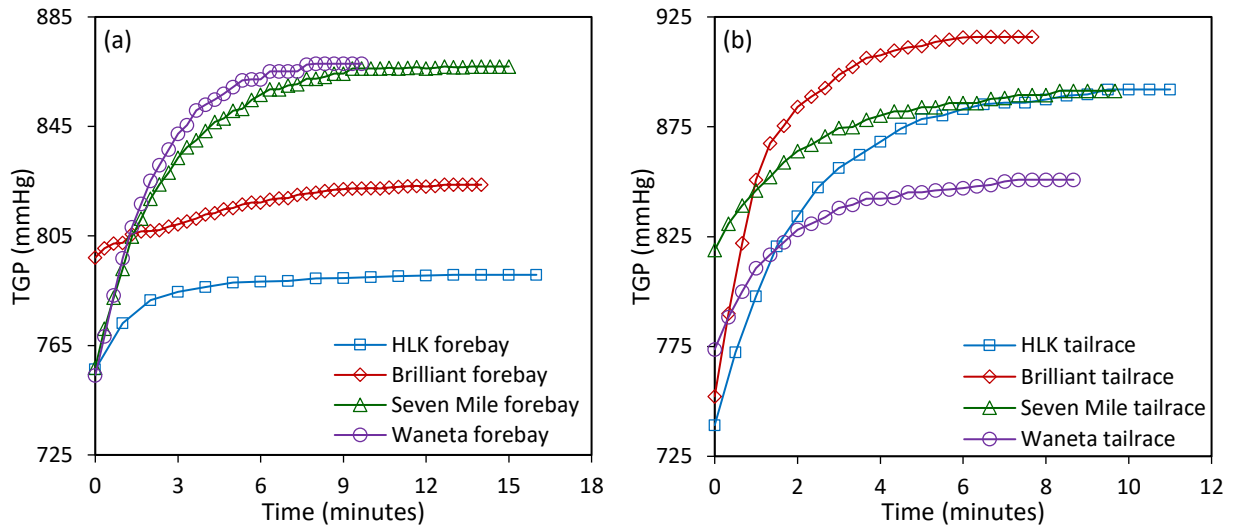 (a)
TGP (mmHg)
885
845
805
765
725
HLK forebay
Brilliant forebay
Seven Mile forebay
Waneta forebay
0 3 6 9 12 15 18
Time (minutes)
(b)
TGP (mmHg)
925
875
825
775
725
HLK tailrace
Brilliant tailrace
Seven Mile tailrace
Waneta tailrace
0 2 4 6 8 10 12
Time (minutes)